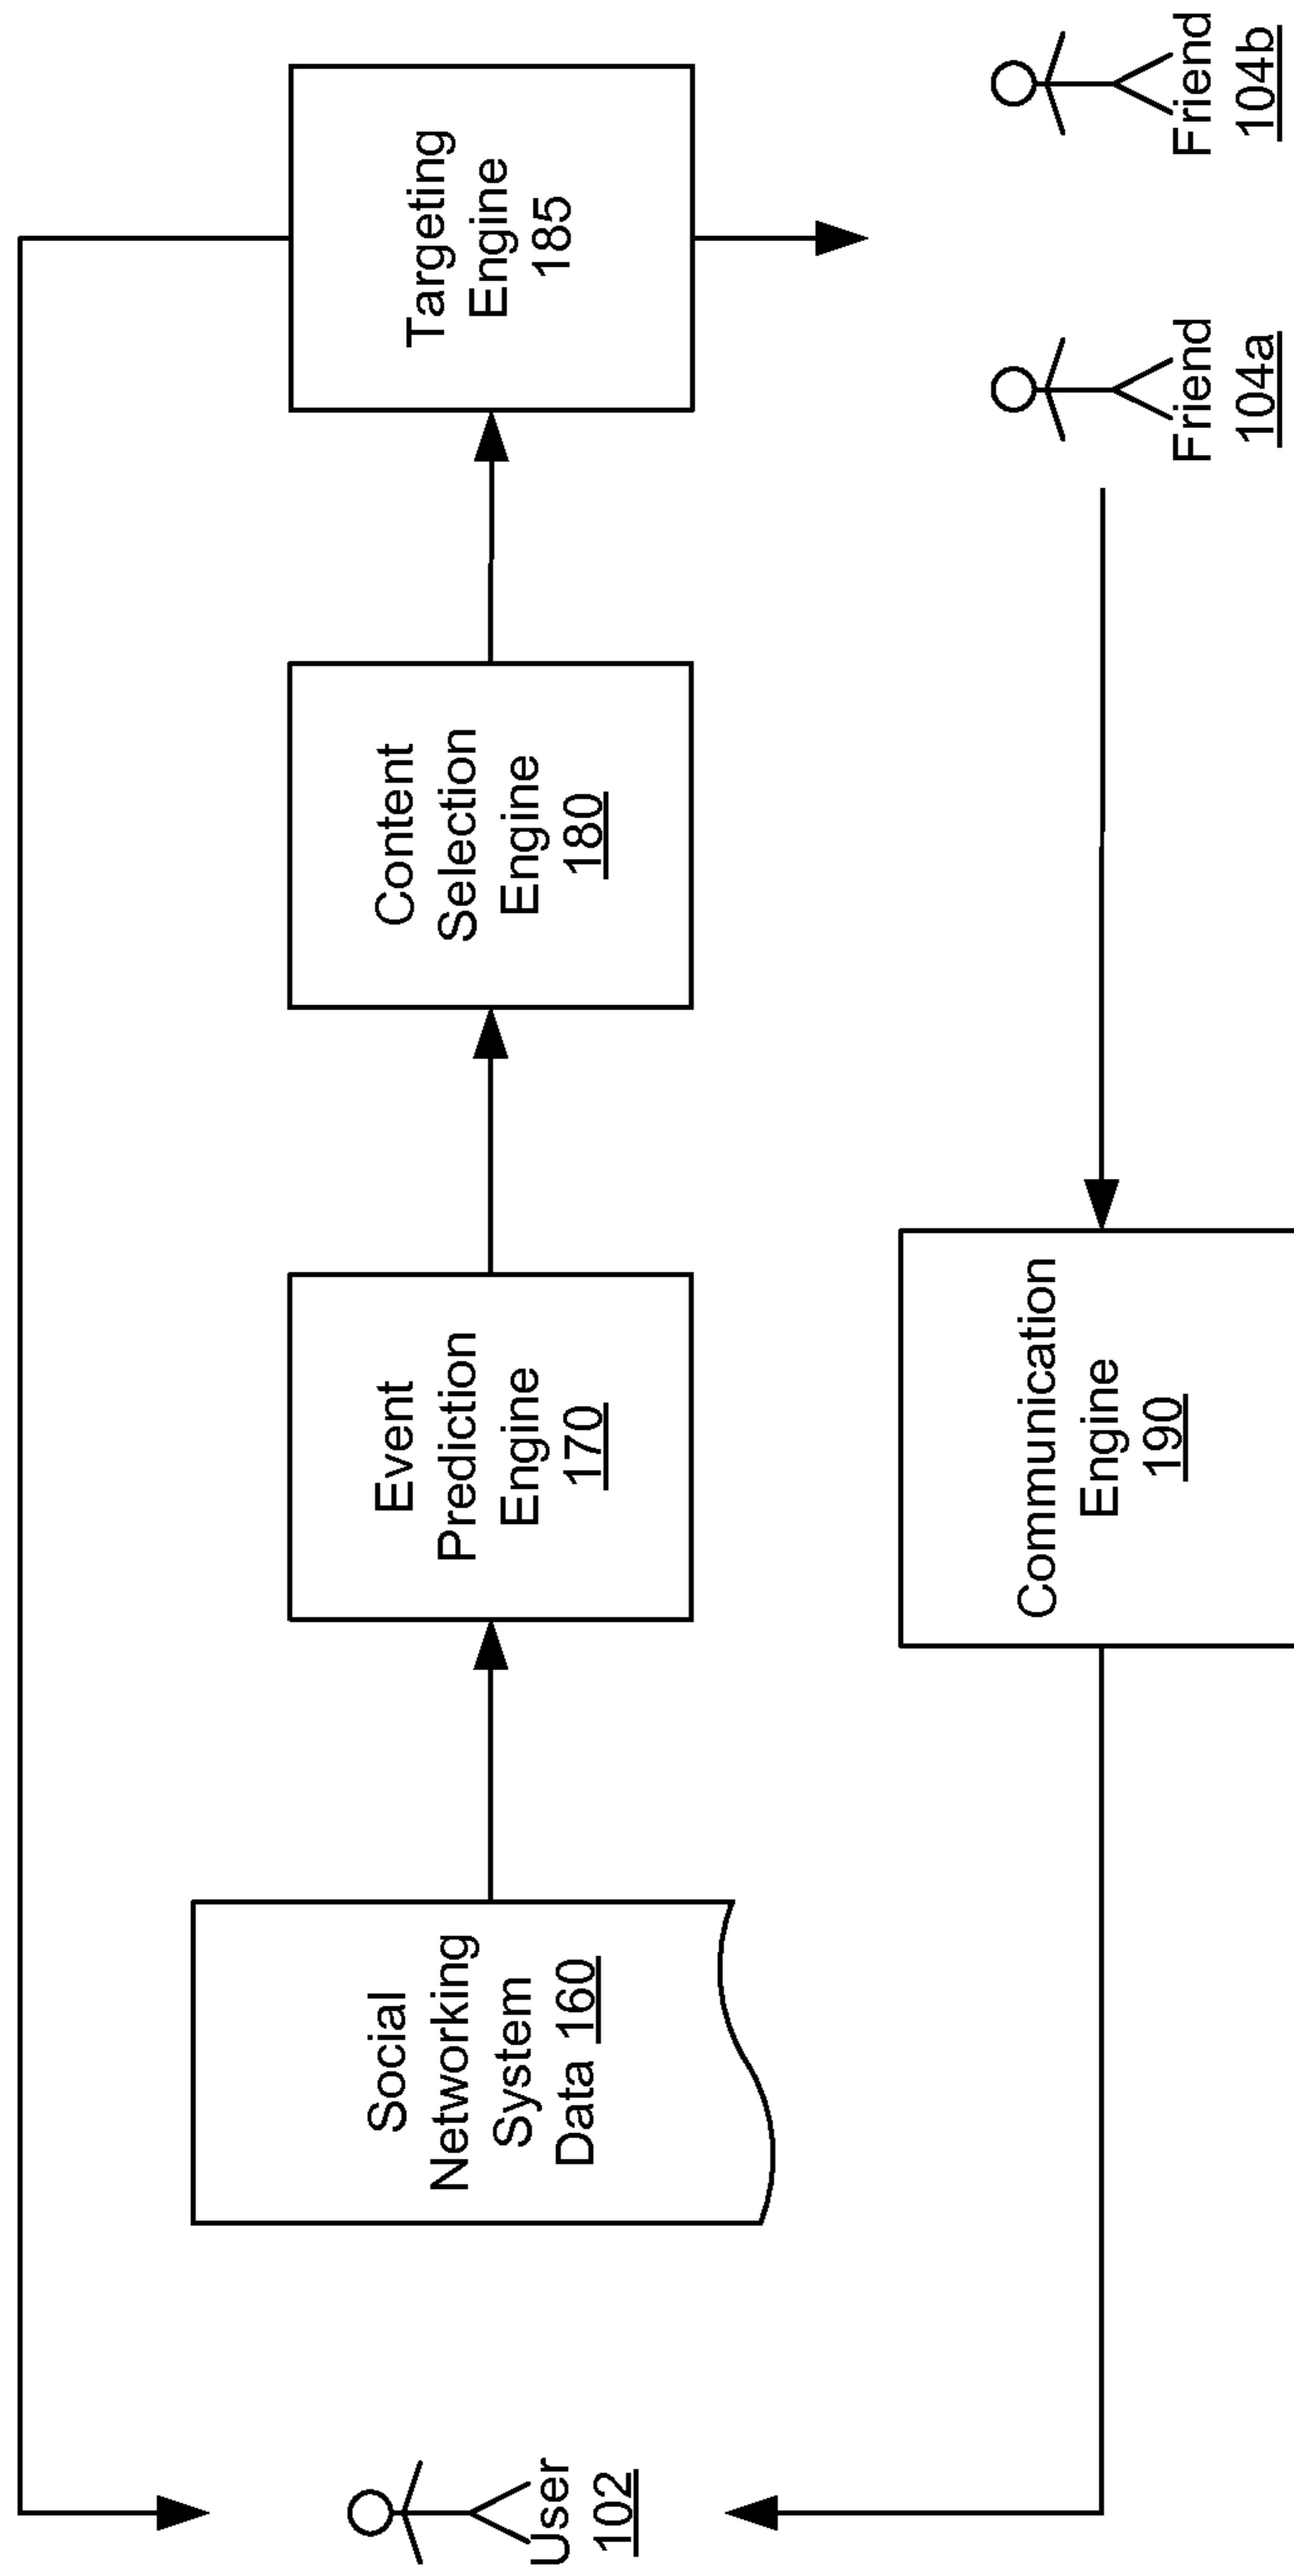 User
102
Social
Networking
System
Data 160
Event
Prediction
Engine
170
Content
Selection
Engine
180
Targeting
Engine
185
Communication
Engine
190
Friend
104a
Friend
104b